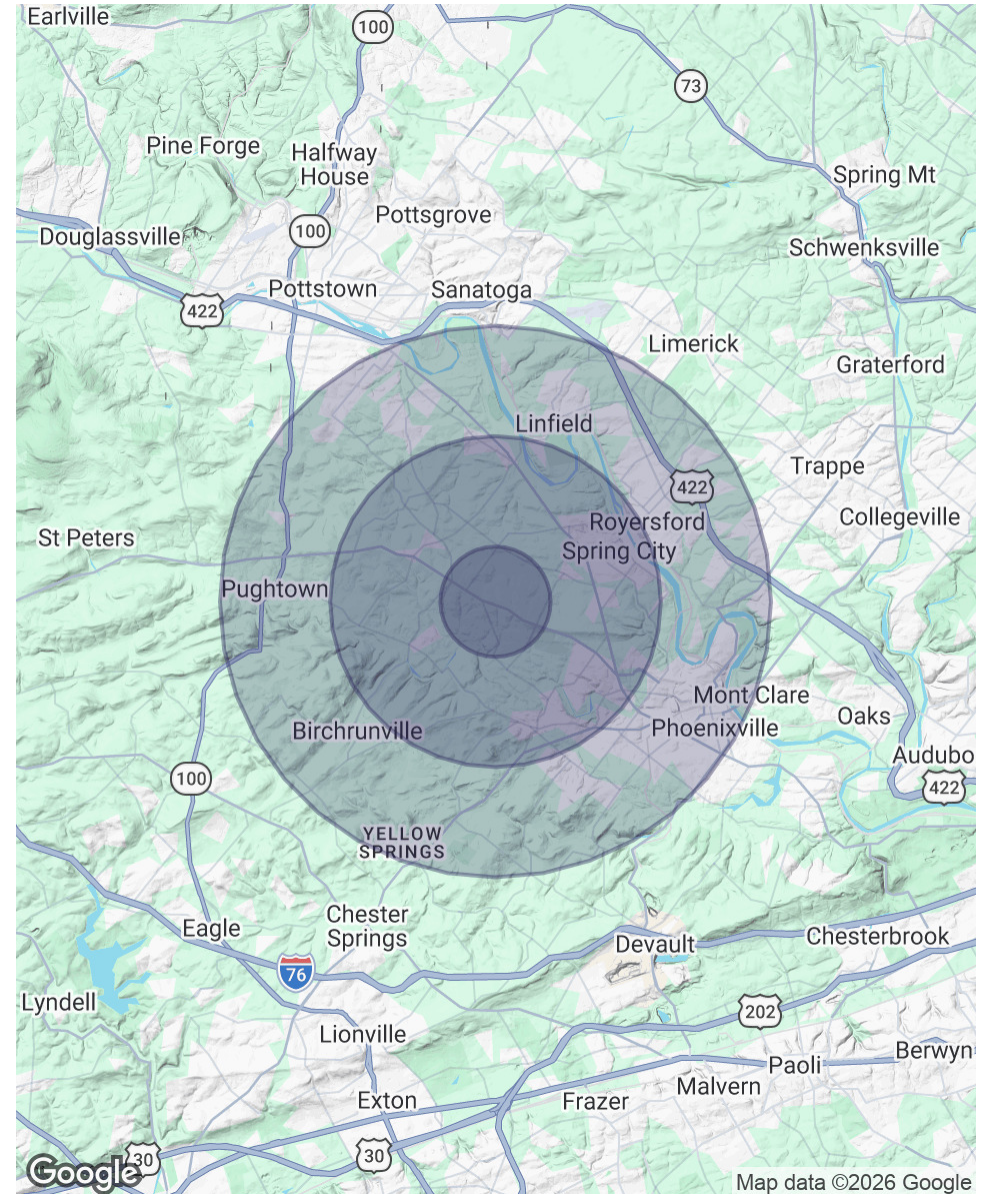 Earlville
100
73
Pine Forge
Halfway
House
Spring Mt
Pottsgrove
100
Douglassville
Schwenksville
Pottstown
Sanatoga
422
Limerick
Graterford
Linfield
Trappe
422
Royersford
Collegeville
St Peters
Spring City
Pughtown
Mont Clare
Oaks
Birchrunville
Phoenixville
Audubo
100
422
YELLOW
SPRINGS
Chester
Springs
Eagle
Devault
Chesterbrook
76
Lyndell
202
Lionville
Berwyn
Paoli
Malvern
Exton
Frazer
30
30
Google
Map data ©2026 Google